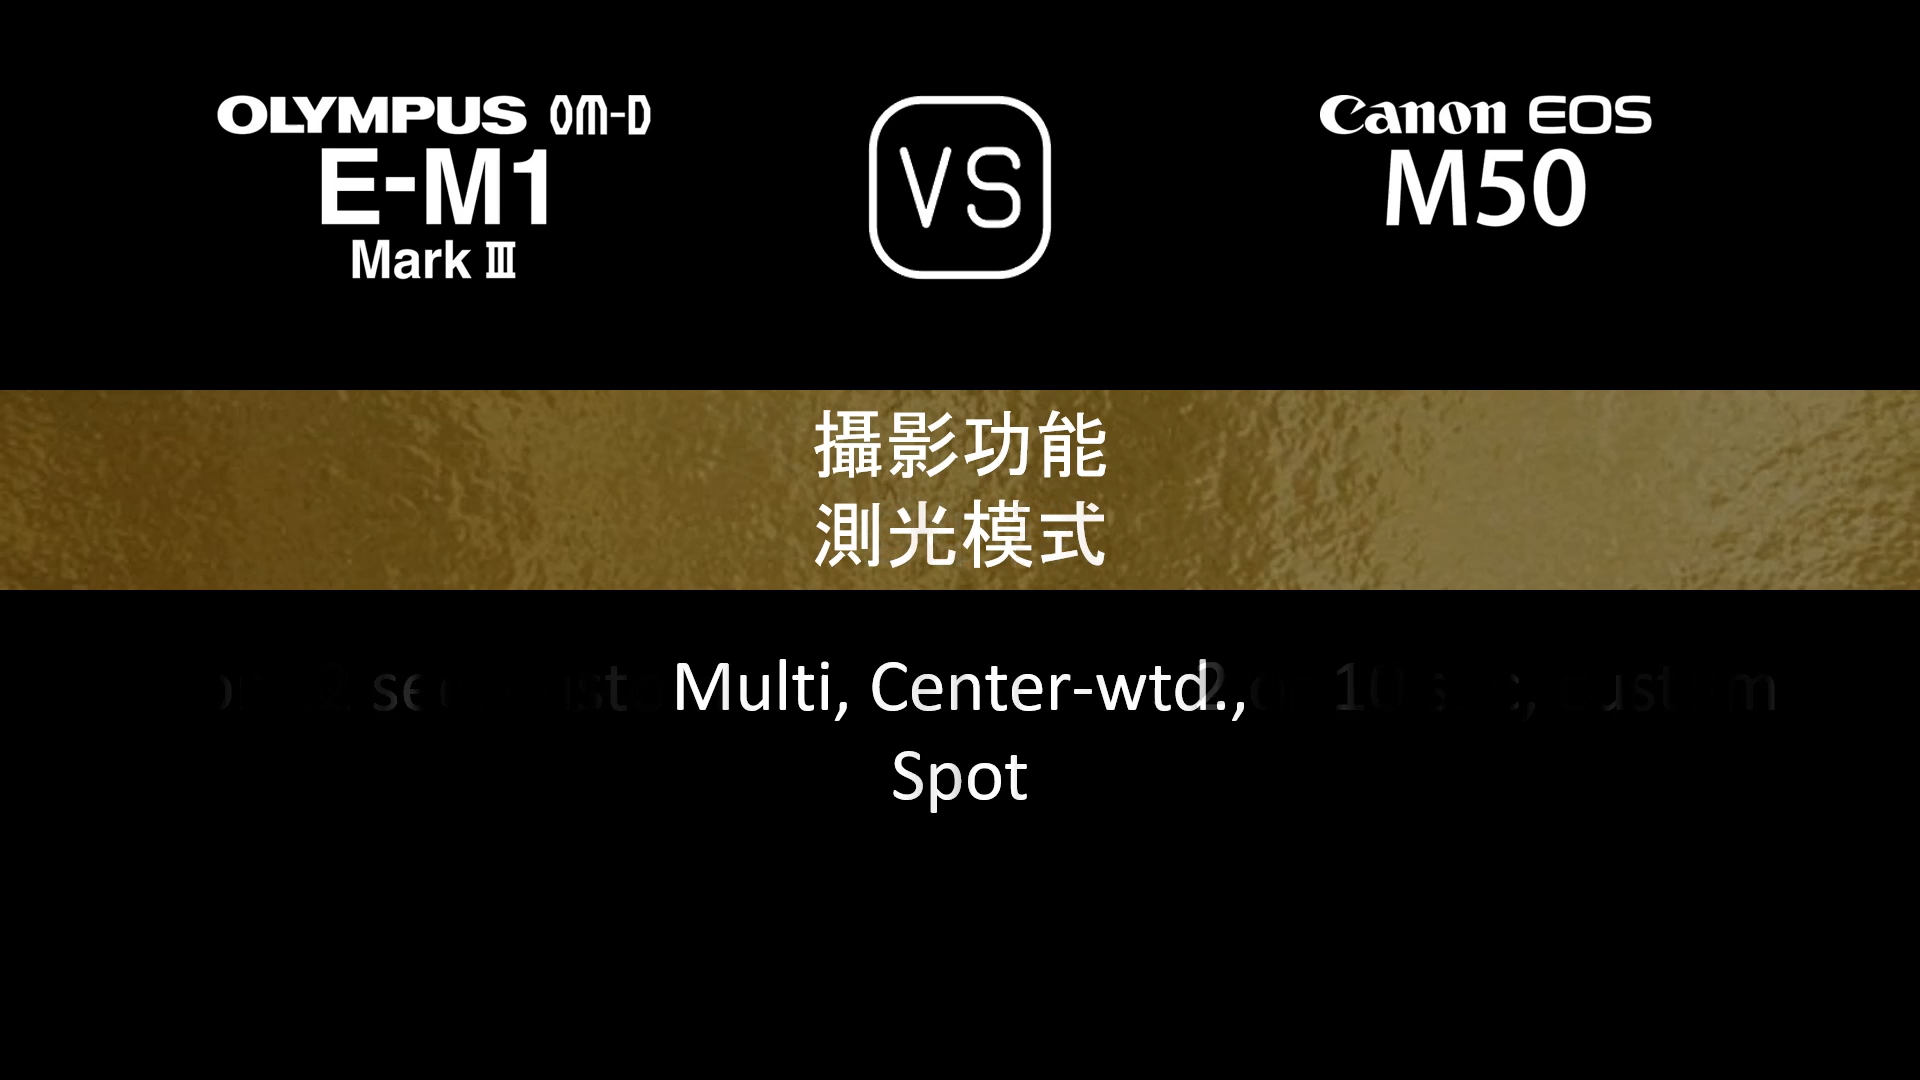 OLYMPUS OM-D
E-M1
Mark III
VS
Canon EOS
M50
攝影功能
測光模式
Multi, Center-wtd.,
Spot